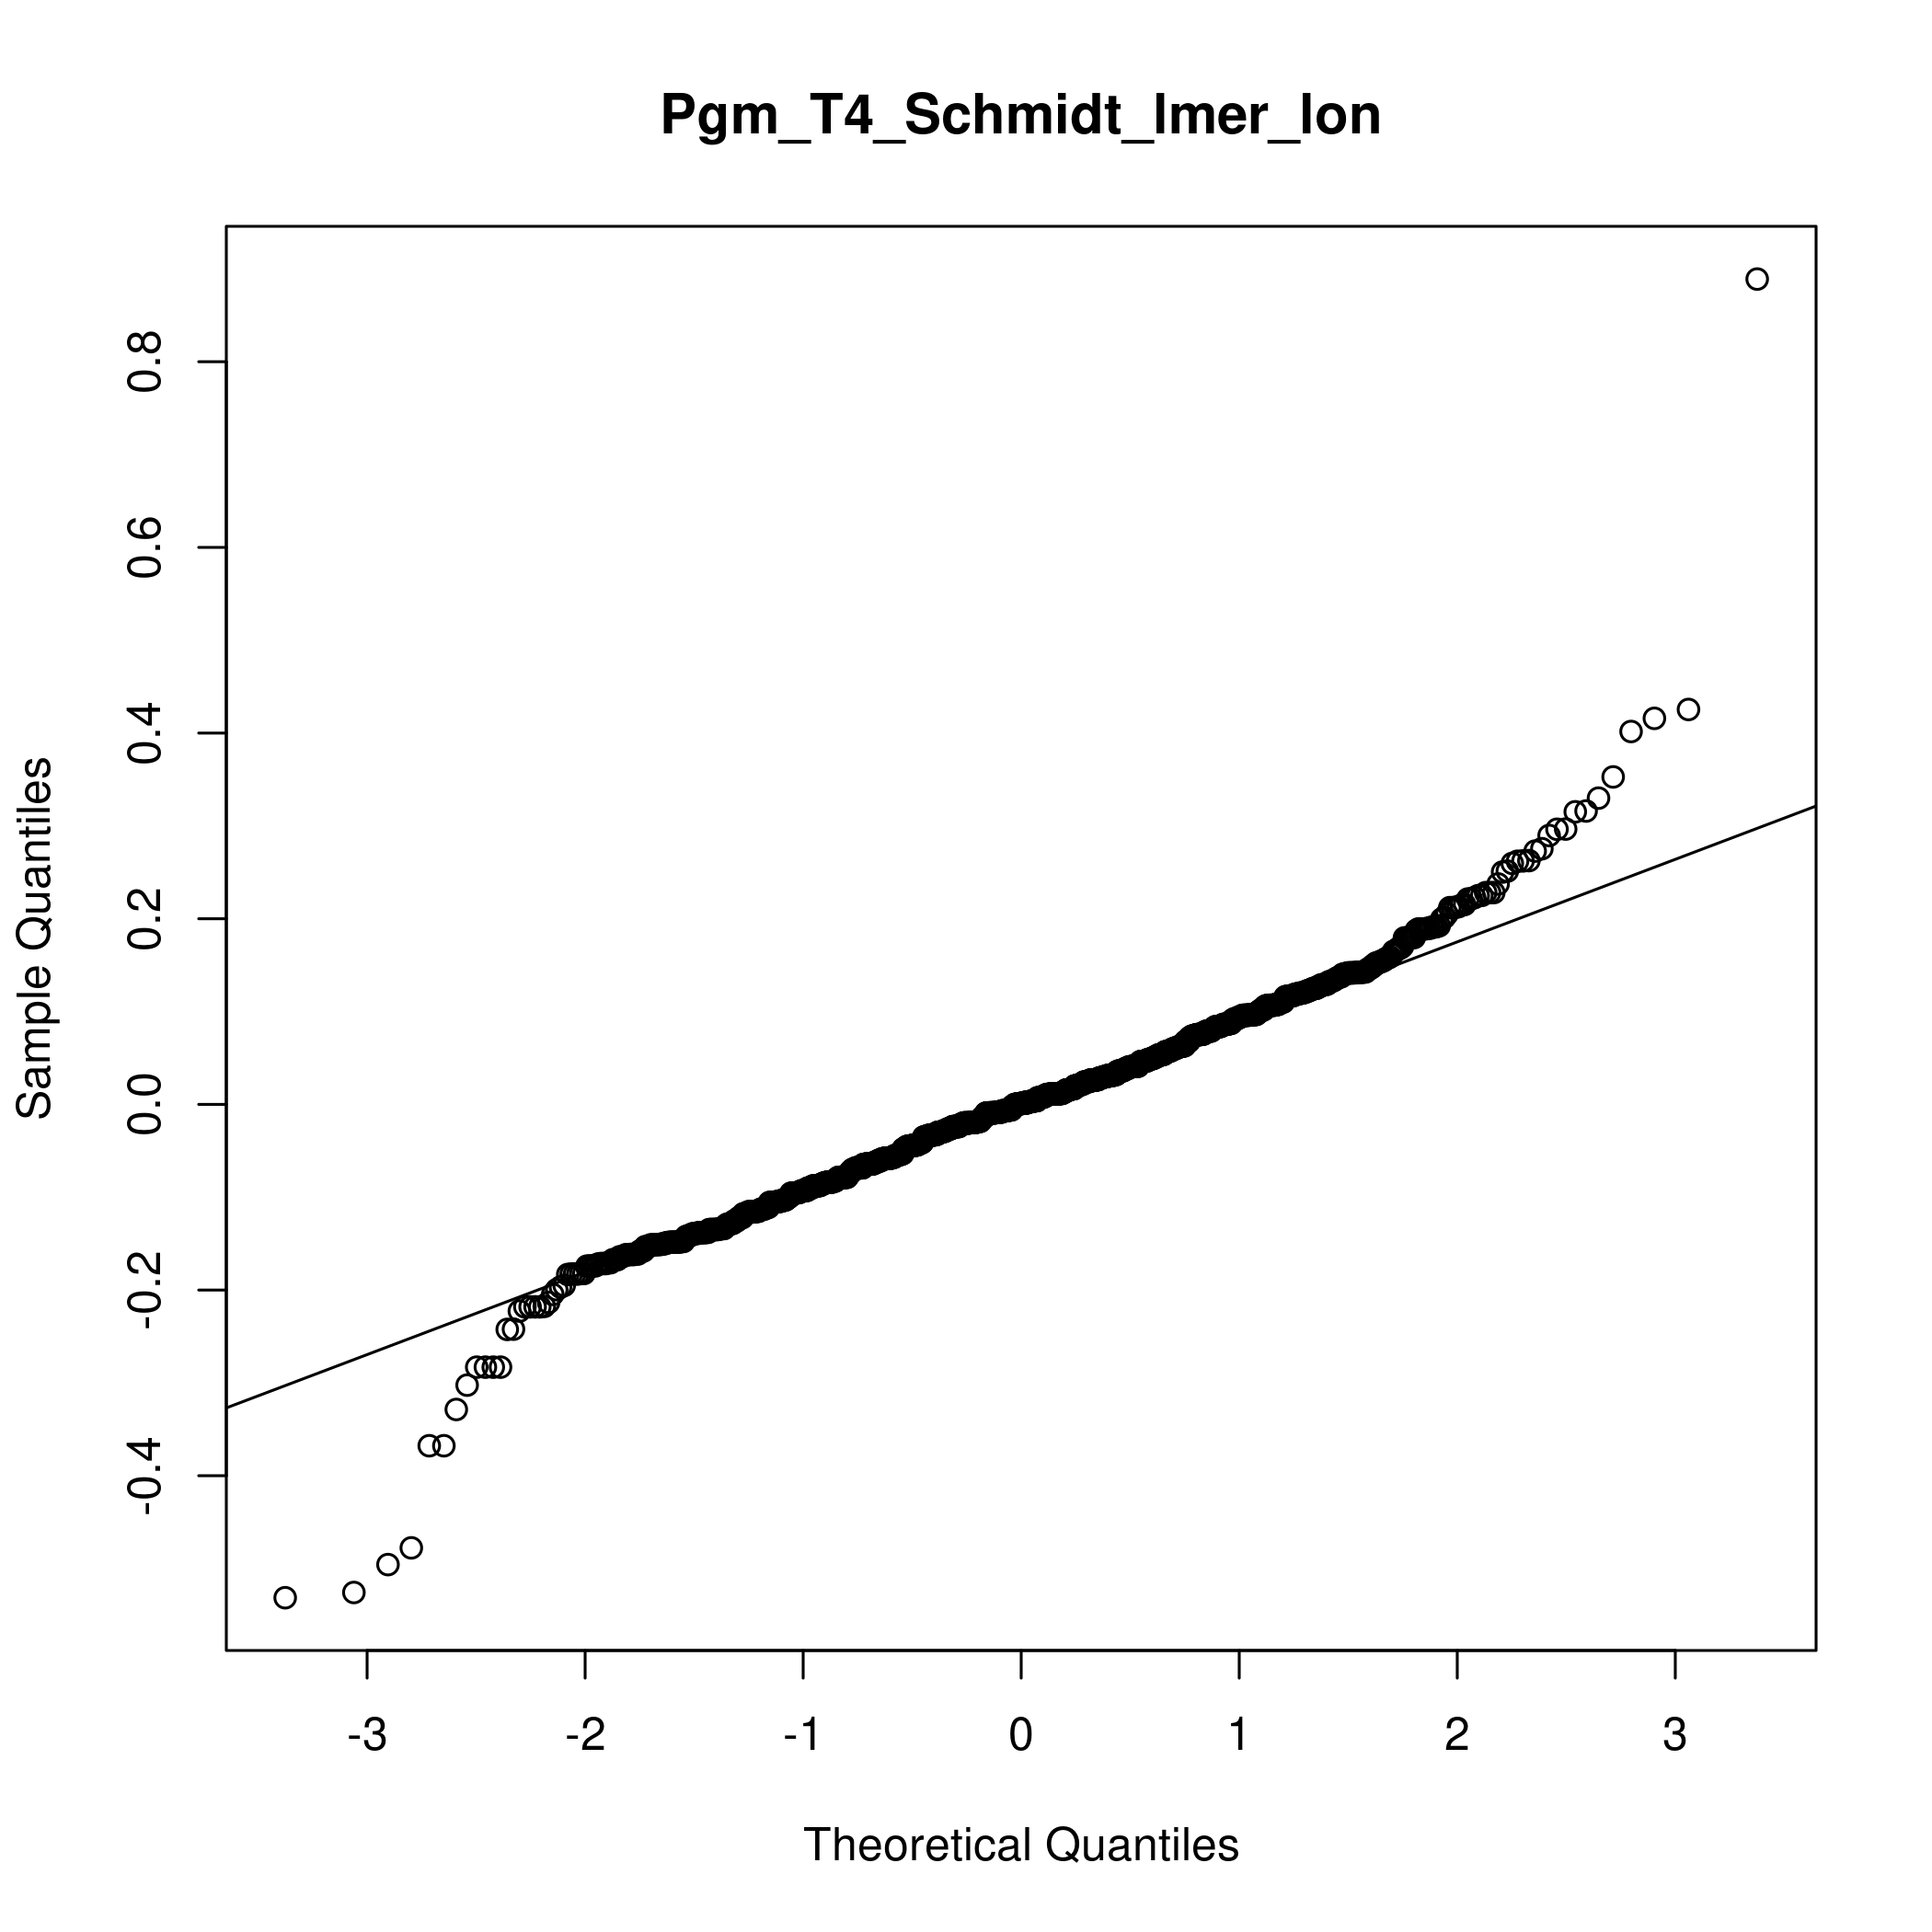 Pgm_T4_Schmidt_lmer_lon
Sample Quantiles
0.8
0.6
0.4
0.2
0.0
-0.2
-0.4
-3 -2 -1 0 1 2 3
Theoretical Quantiles